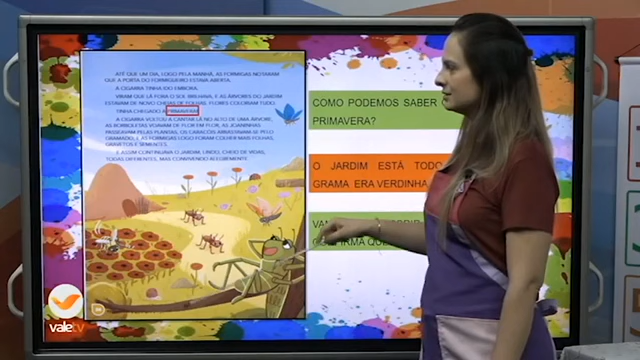 ATÉ QUE UM DIA, LOGO PELA MANHÃ, AS FORMIGAS NOTARAM
QUE A PORTA DO FORMIGUEIRO ESTAVA ABERTA.
A CIGARRA TINHA IDO EMBORA.
VIRAM QUE LÁ FORA O SOL BRILHAVA, E AS ÁRVORES DO JARDIM
ESTAVAM DE NOVO CHEIAS DE FOLHAS. FLORES COLORIAM TUDO.
TINHA CHEGADO A PRIMAVERA!
A CIGARRA VOLTOU A CANTAR LÁ NO ALTO DE UMA ÁRVORE,
AS BORBOLETAS VOAVAM DE FLOR EM FLOR, AS JOANINHAS
PASSEAVAM PELAS PLANTAS, OS CARACÓIS ARRASTAVAM-SE PELO
GRAMADO, E AS FORMIGAS LOGO FORAM COLHER MAIS FOLHAS,
GRAVETOS E SEMENTES.
E ASSIM CONTINUAVA O JARDIM, LINDO, CHEIO DE VIDAS,
TODAS DIFERENTES, MAS CONVIVENDO ALEGREMENTE.
COMO PODEMOS SABER
PRIMAVERA?
O JARDIM ESTÁ TODO
GRAMA ERA VERDINHA
valetv